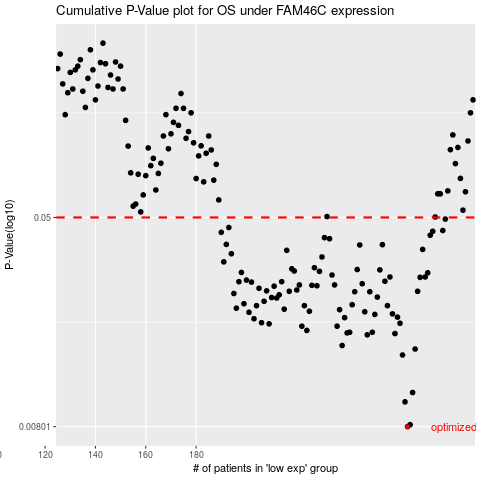 Cumulative P-Value plot for OS under FAM46C expression
P-Value(log10)
0.05
0.00801
optimized
0 120 140 160 180
# of patients in 'low exp' group